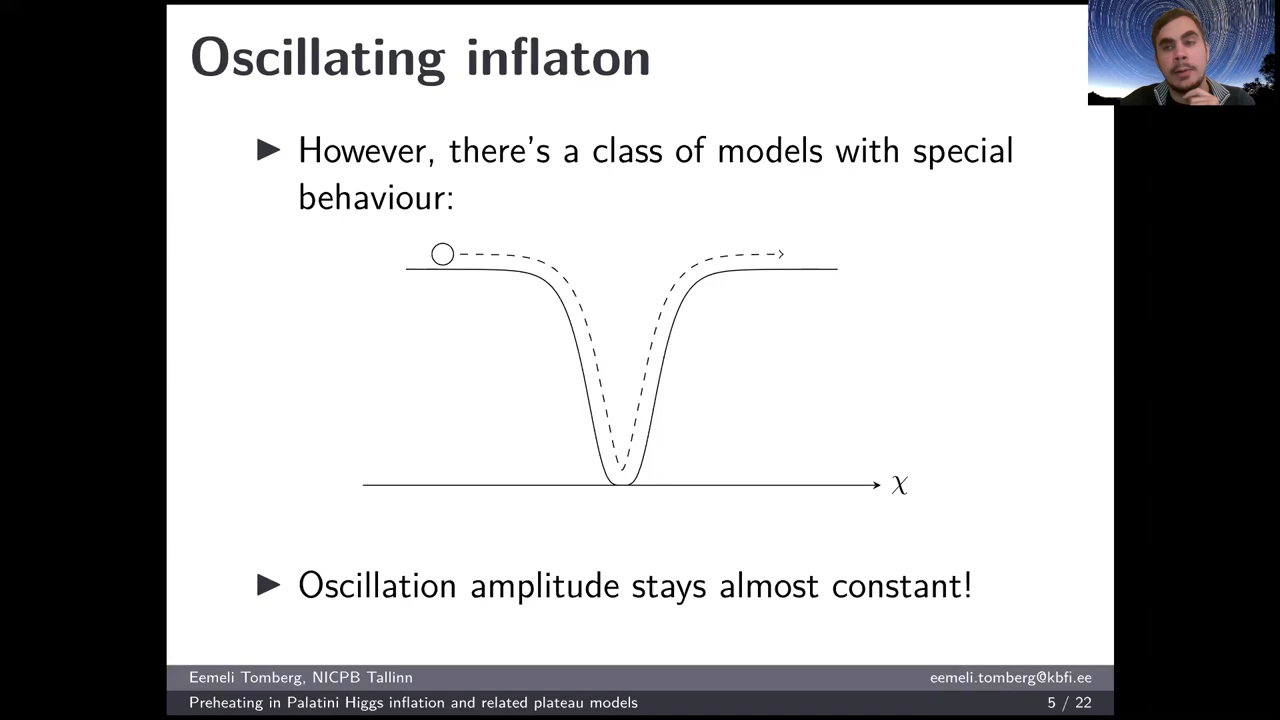 Oscillating inflaton
▶ However, there's a class of models with special
behaviour:
χ
▶ Oscillation amplitude stays almost constant!
Eemeli Tomberg, NICPB Tallinn
eemeli.tomberg@kbfi.ee
Preheating in Palatini Higgs inflation and related plateau models
5 / 22